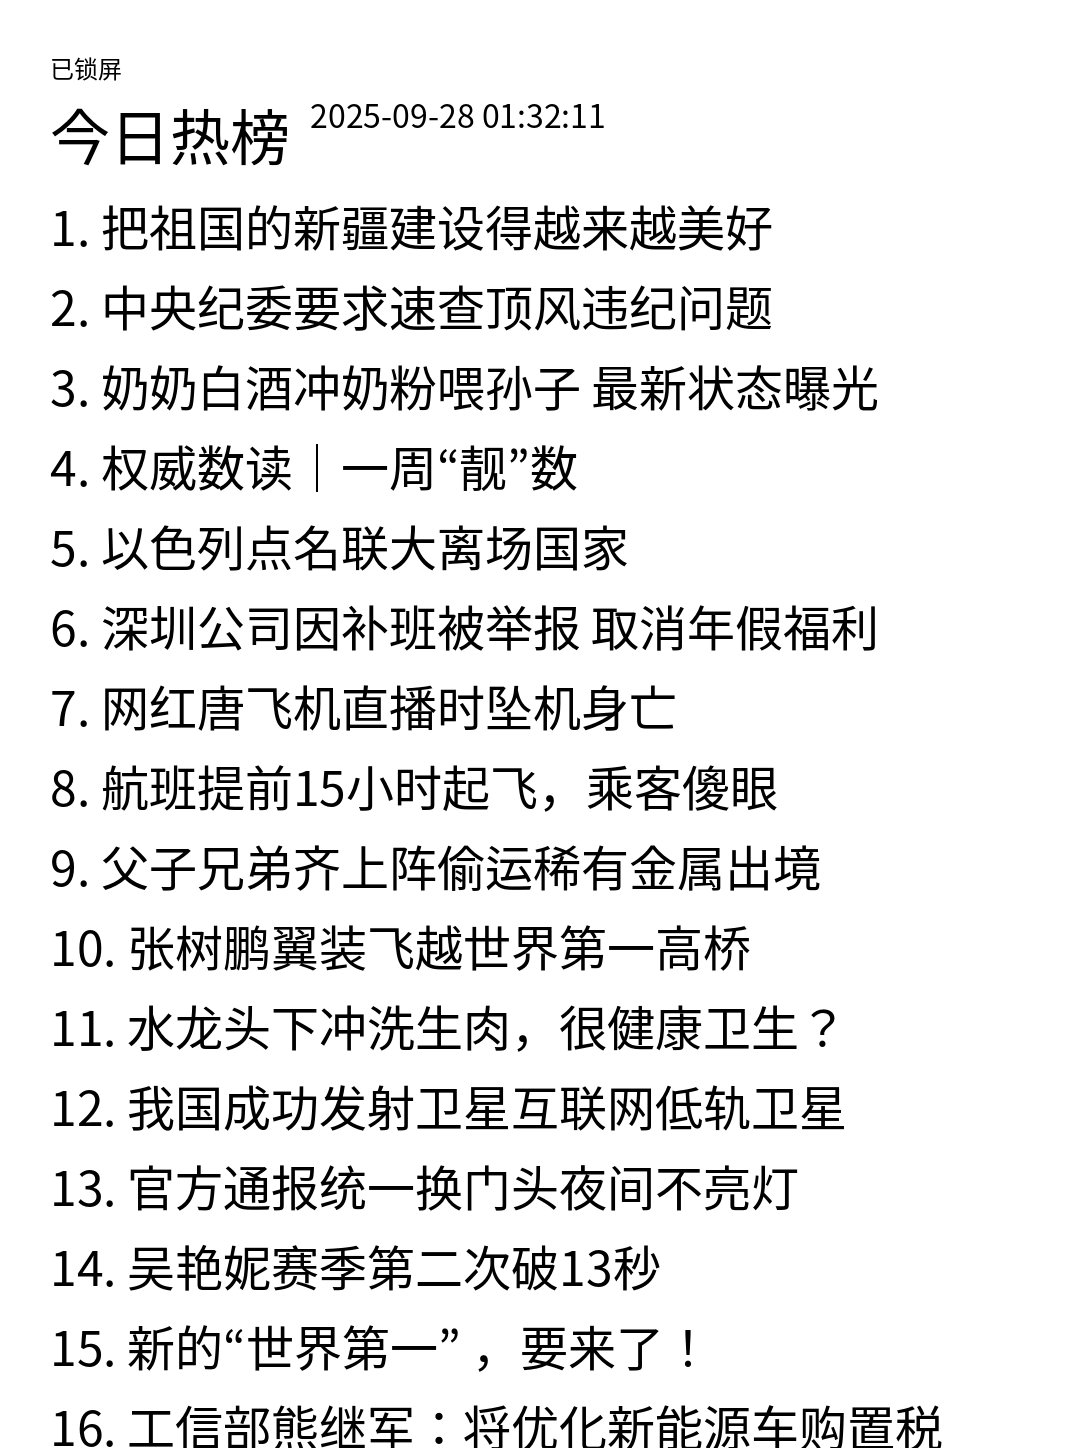 已锁屏
今日热榜 2025-09-28 01:32:11
1. 把祖国的新疆建设得越来越美好
2. 中央纪委要求速查顶风违纪问题
3. 奶奶白酒冲奶粉喂孙子 最新状态曝光
4. 权威数读｜一周“靓”数
5. 以色列点名联大离场国家
6. 深圳公司因补班被举报 取消年假福利
7. 网红唐飞机直播时坠机身亡
8. 航班提前15小时起飞，乘客傻眼
9. 父子兄弟齐上阵偷运稀有金属出境
10. 张树鹏翼装飞越世界第一高桥
11. 水龙头下冲洗生肉，很健康卫生？
12. 我国成功发射卫星互联网低轨卫星
13. 官方通报统一换门头夜间不亮灯
14. 吴艳妮赛季第二次破13秒
15. 新的“世界第一” ，要来了！
16. 工信部熊继军：将优化新能源车购置税